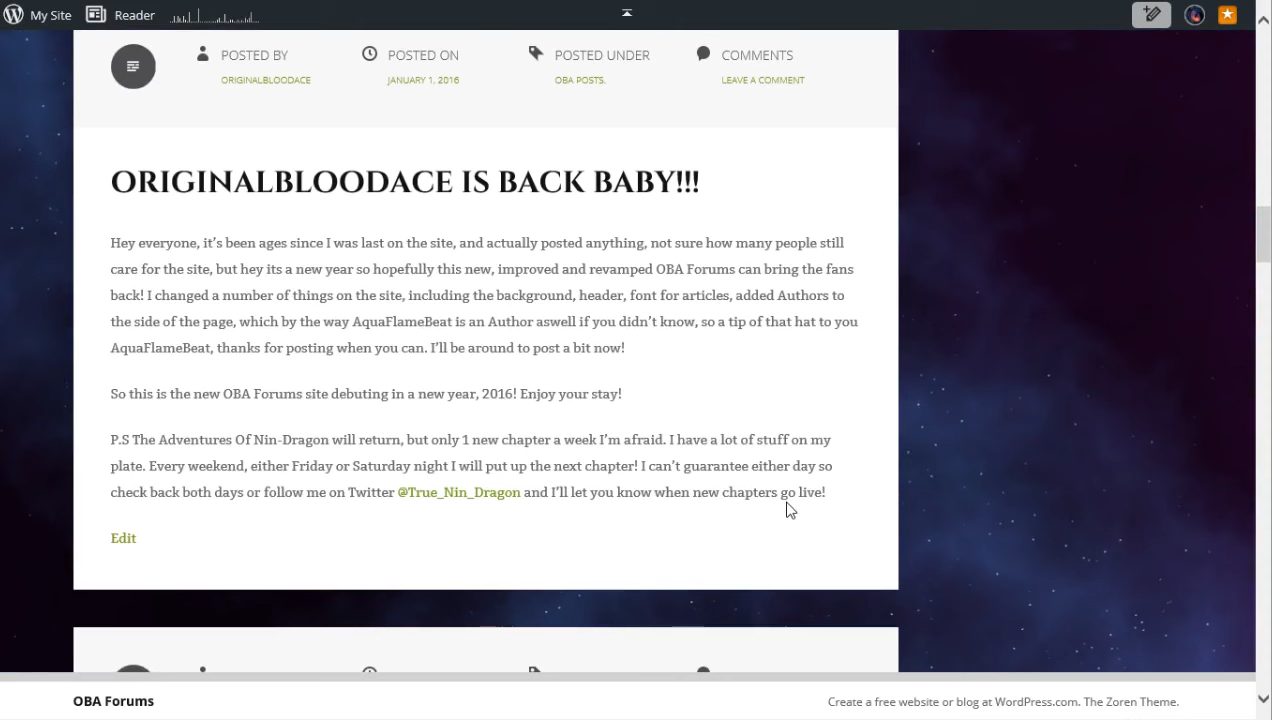 My Site Reader
POSTED BY POSTED ON POSTED UNDER COMMENTS
ORIGINALBLOODACE JANUARY 1, 2016 OBA POSTS. LEAVE A COMMENT
ORIGINALBLOODACE IS BACK BABY!!!
Hey everyone, it’s been ages since I was last on the site, and actually posted anything, not sure how many people still
care for the site, but hey its a new year so hopefully this new, improved and revamped OBA Forums can bring the fans
back! I changed a number of things on the site, including the background, header, font for articles, added Authors to
the side of the page, which by the way AquaFlameBeat is an Author aswell if you didn’t know, so a tip of that hat to you
AquaFlameBeat, thanks for posting when you can. I’ll be around to post a bit now!
So this is the new OBA Forums site debuting in a new year, 2016! Enjoy your stay!
P.S The Adventures Of Nin-Dragon will return, but only 1 new chapter a week I’m afraid. I have a lot of stuff on my
plate. Every weekend, either Friday or Saturday night I will put up the next chapter! I can’t guarantee either day so
check back both days or follow me on Twitter @True_Nin_Dragon and I’ll let you know when new chapters go live!
Edit
OBA Forums Create a free website or blog at WordPress.com. The Zoren Theme.